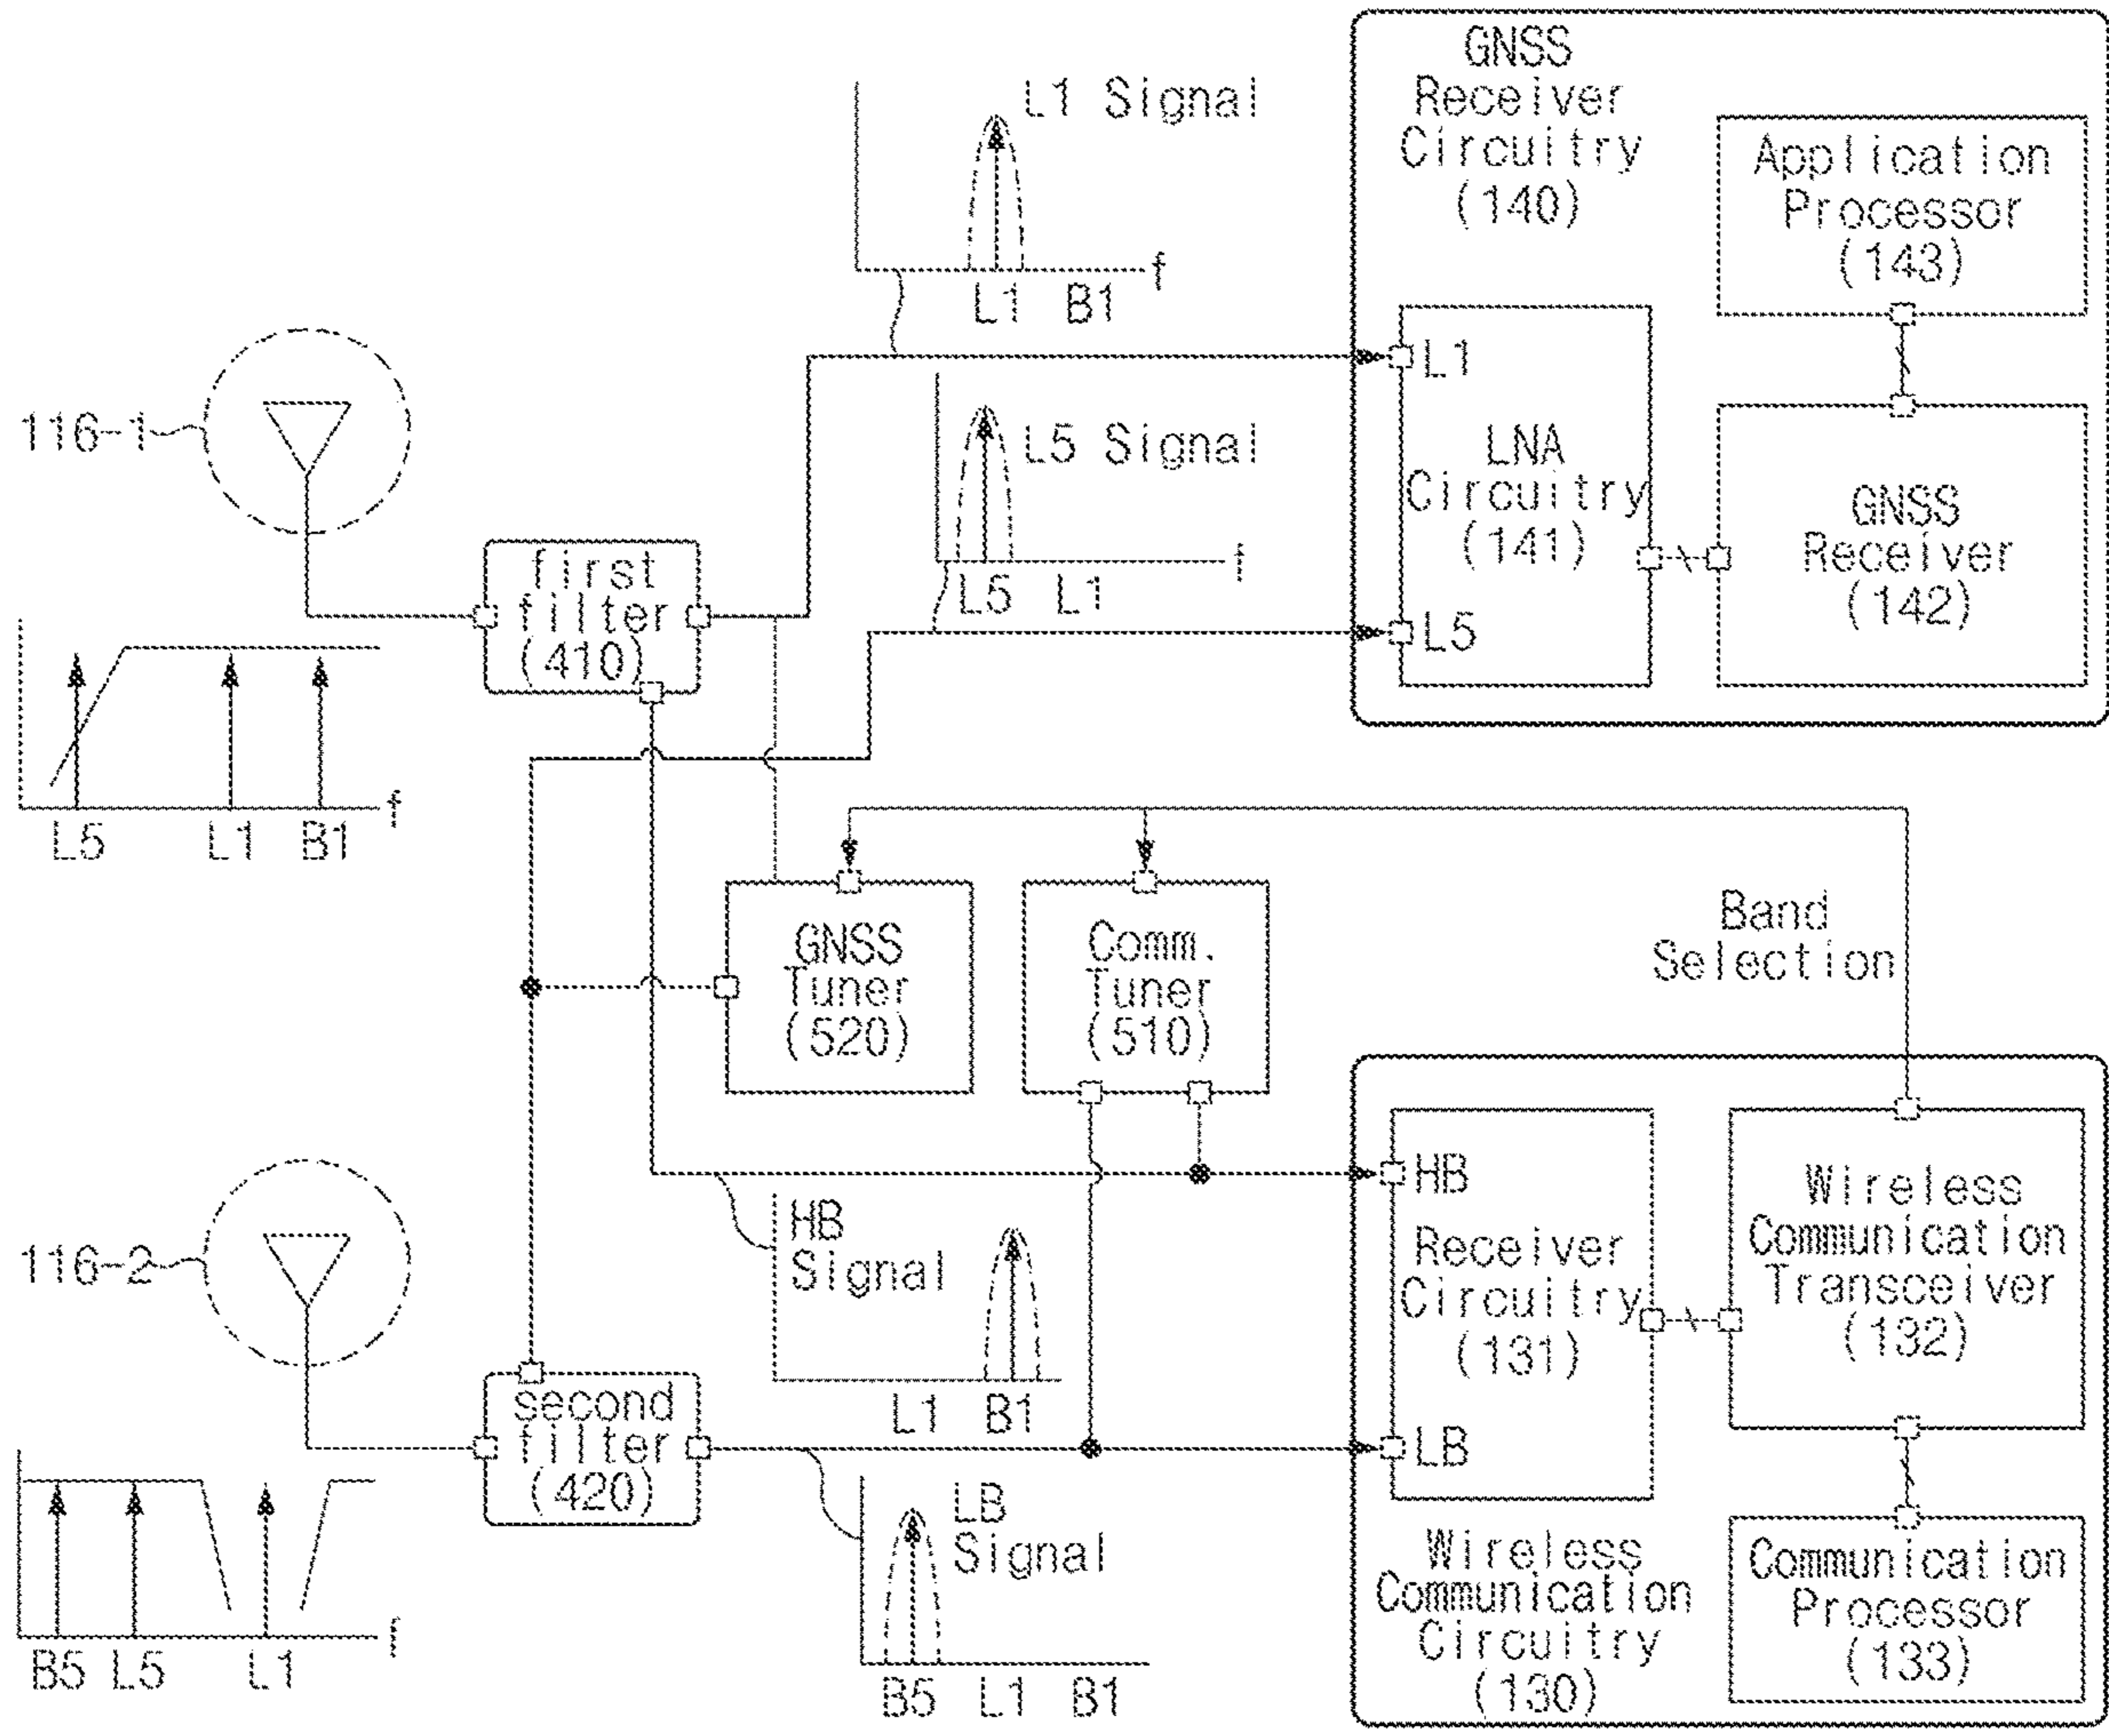 GNSS
Receiver
Circuitry
(140)
Application
Processor
(143)
L1 Signal
f
L1 B1
L1
116-1
L5 Signal
LNA
Circuitry
(141)
GNSS
Receiver
(142)
f
L5 L1
L5
first
filter
(410)
f
L5 L1 B1
Band
Selection
GNSS
Tuner
(520)
Comm.
Tuner
(510)
HB
Wireless
Communication
Transceiver
(132)
HB
Signal
Receiver
Circuitry
(131)
116-2
L1 B1
LB
second
filter
(420)
LB
Signal
f
B5 L5 L1
B5 L1 B1
Wireless
Communication
Circuitry
(130)
Communication
Processor
(133)